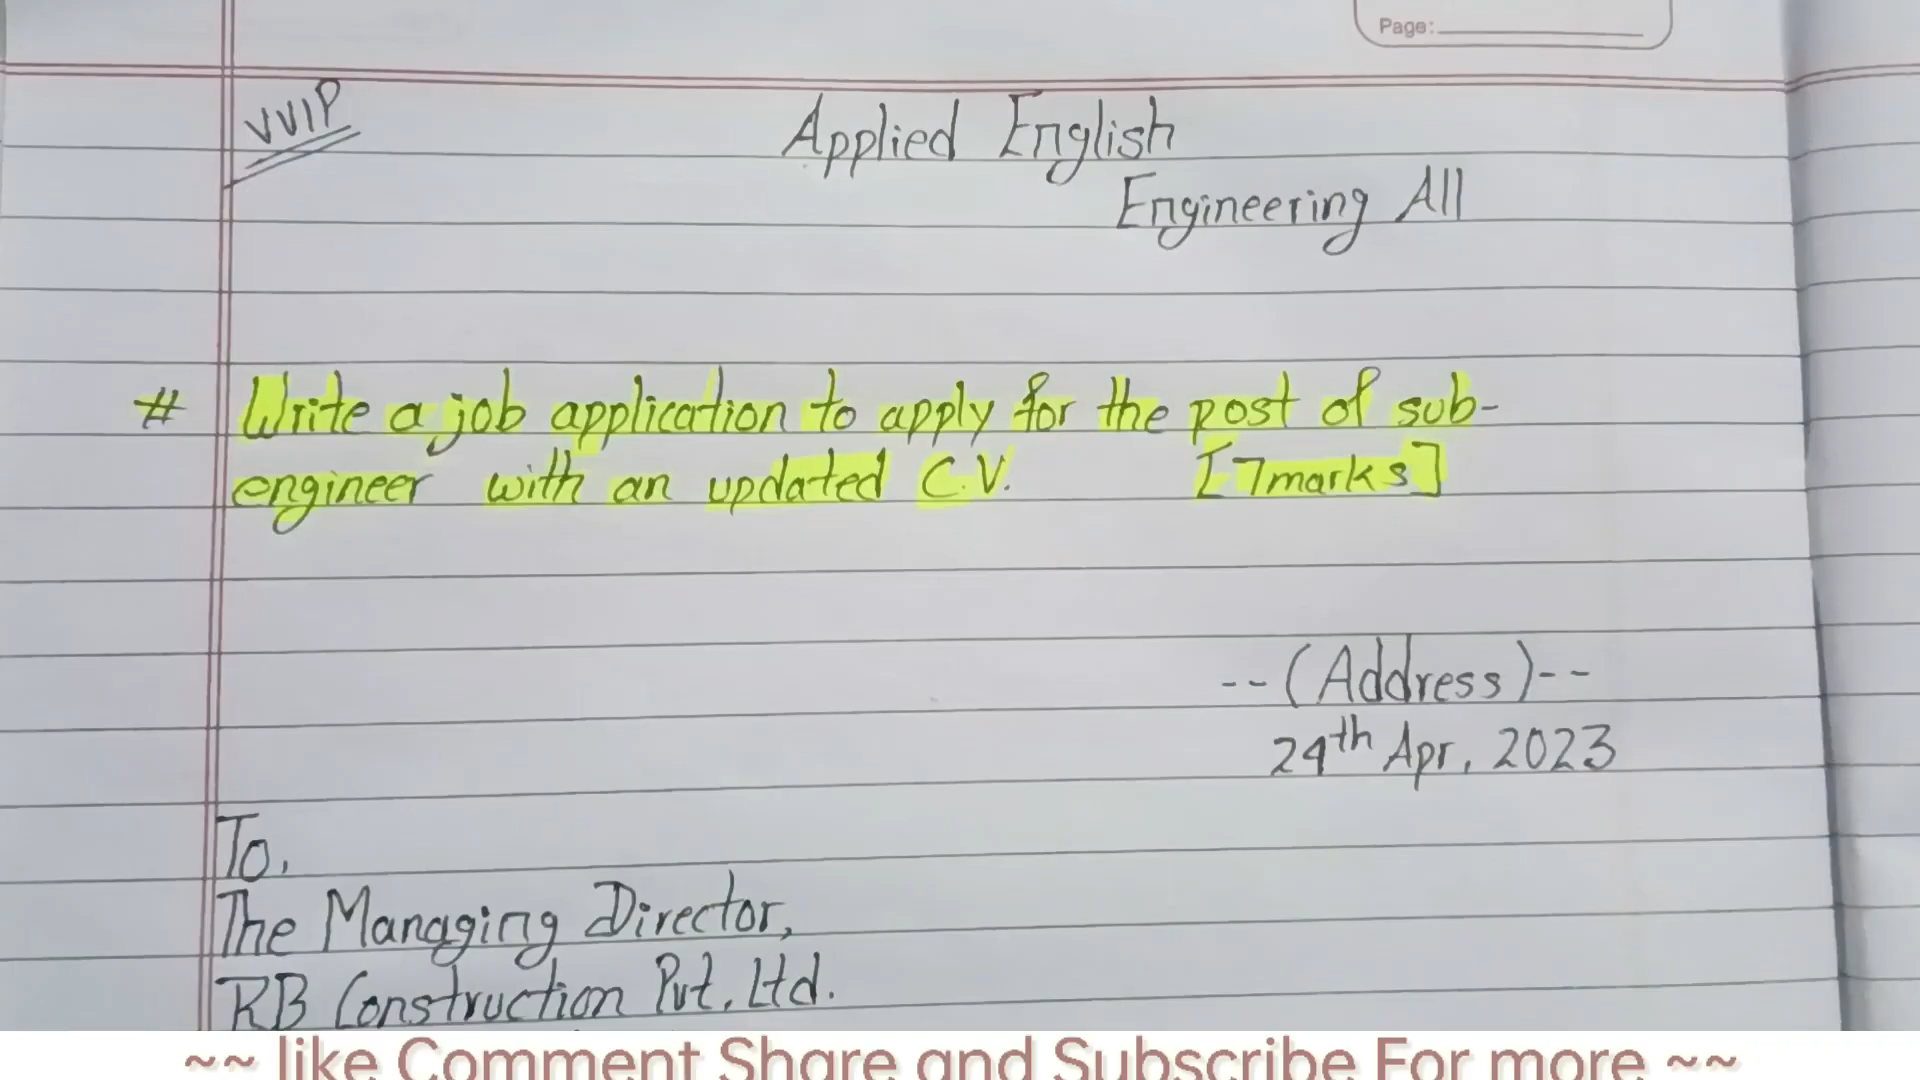 Page:
VVIP
Applied English
Engineering All
# Write a job application to apply for the post of sub-
engineer with an updated C.V. [7marks]
--(Address)--
24th Apr, 2023
To,
The Managing Director,
RB Construction Pvt. Ltd.
~~ like Comment Share and Subscribe For more ~~